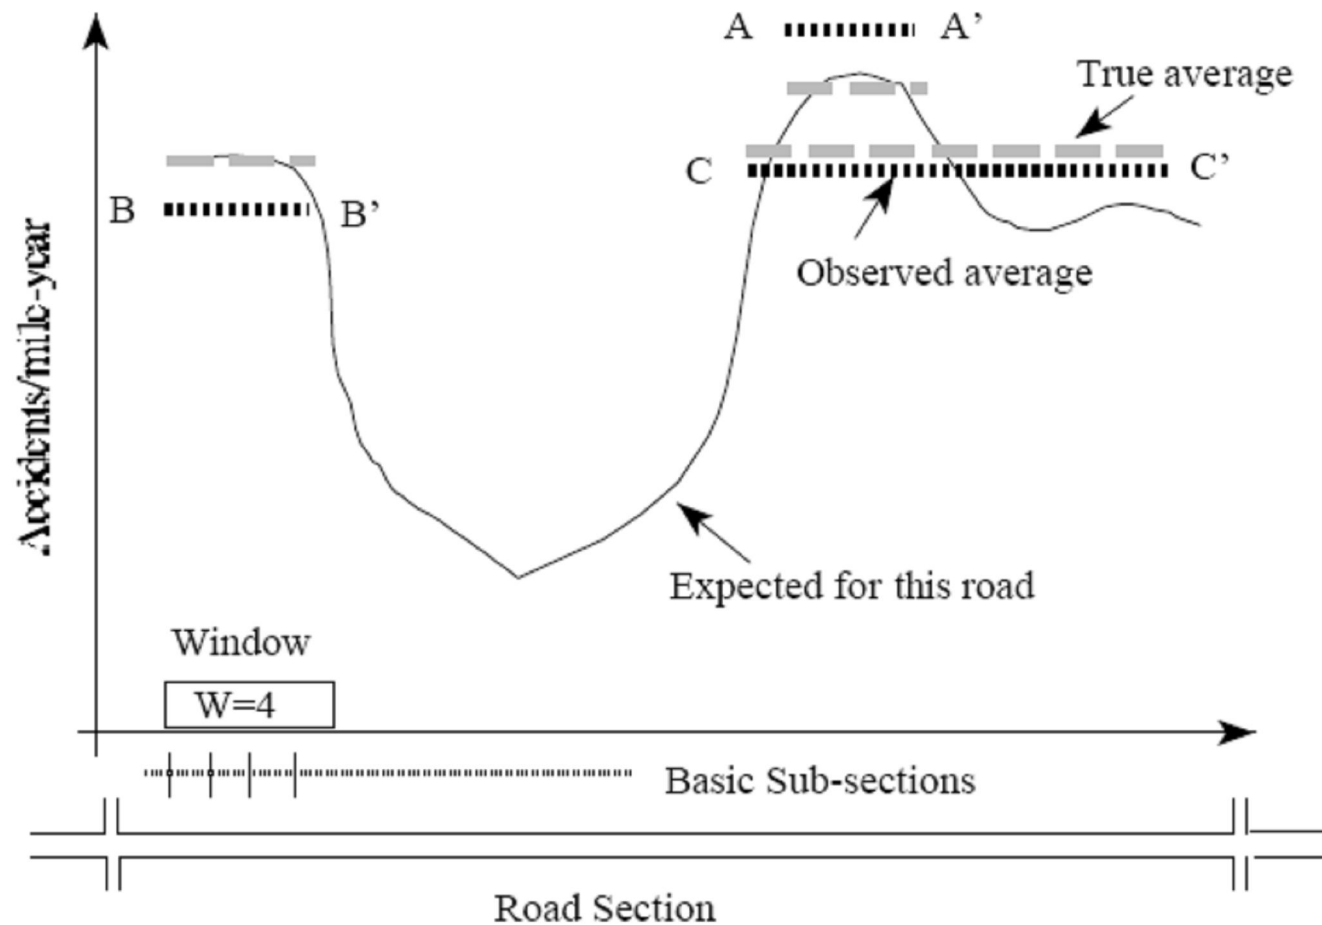 A A’
True average
C C’
B B’
Observed average
Accidents/mile-year
Expected for this road
Window
W=4
Basic Sub-sections
Road Section